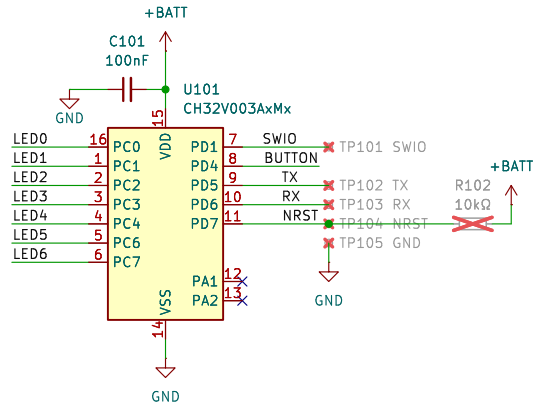 +BATT
C101
100nF
GND
U101
CH32V003AxMx
15
VDD
LED0 16 PC0 PD1 7 SWIO TP101 SWIO
LED1 1 PC1 PD4 8 BUTTON
LED2 2 PC2 PD5 9 TX TP102 TX
LED3 3 PC3 PD6 10 RX TP103 RX
LED4 4 PC4 PD7 11 NRST TP104 NRST
LED5 5 PC6 TP105 GND
LED6 6 PC7
+BATT
R102
10kΩ
PA1 12
PA2 13
GND
VSS
14
GND